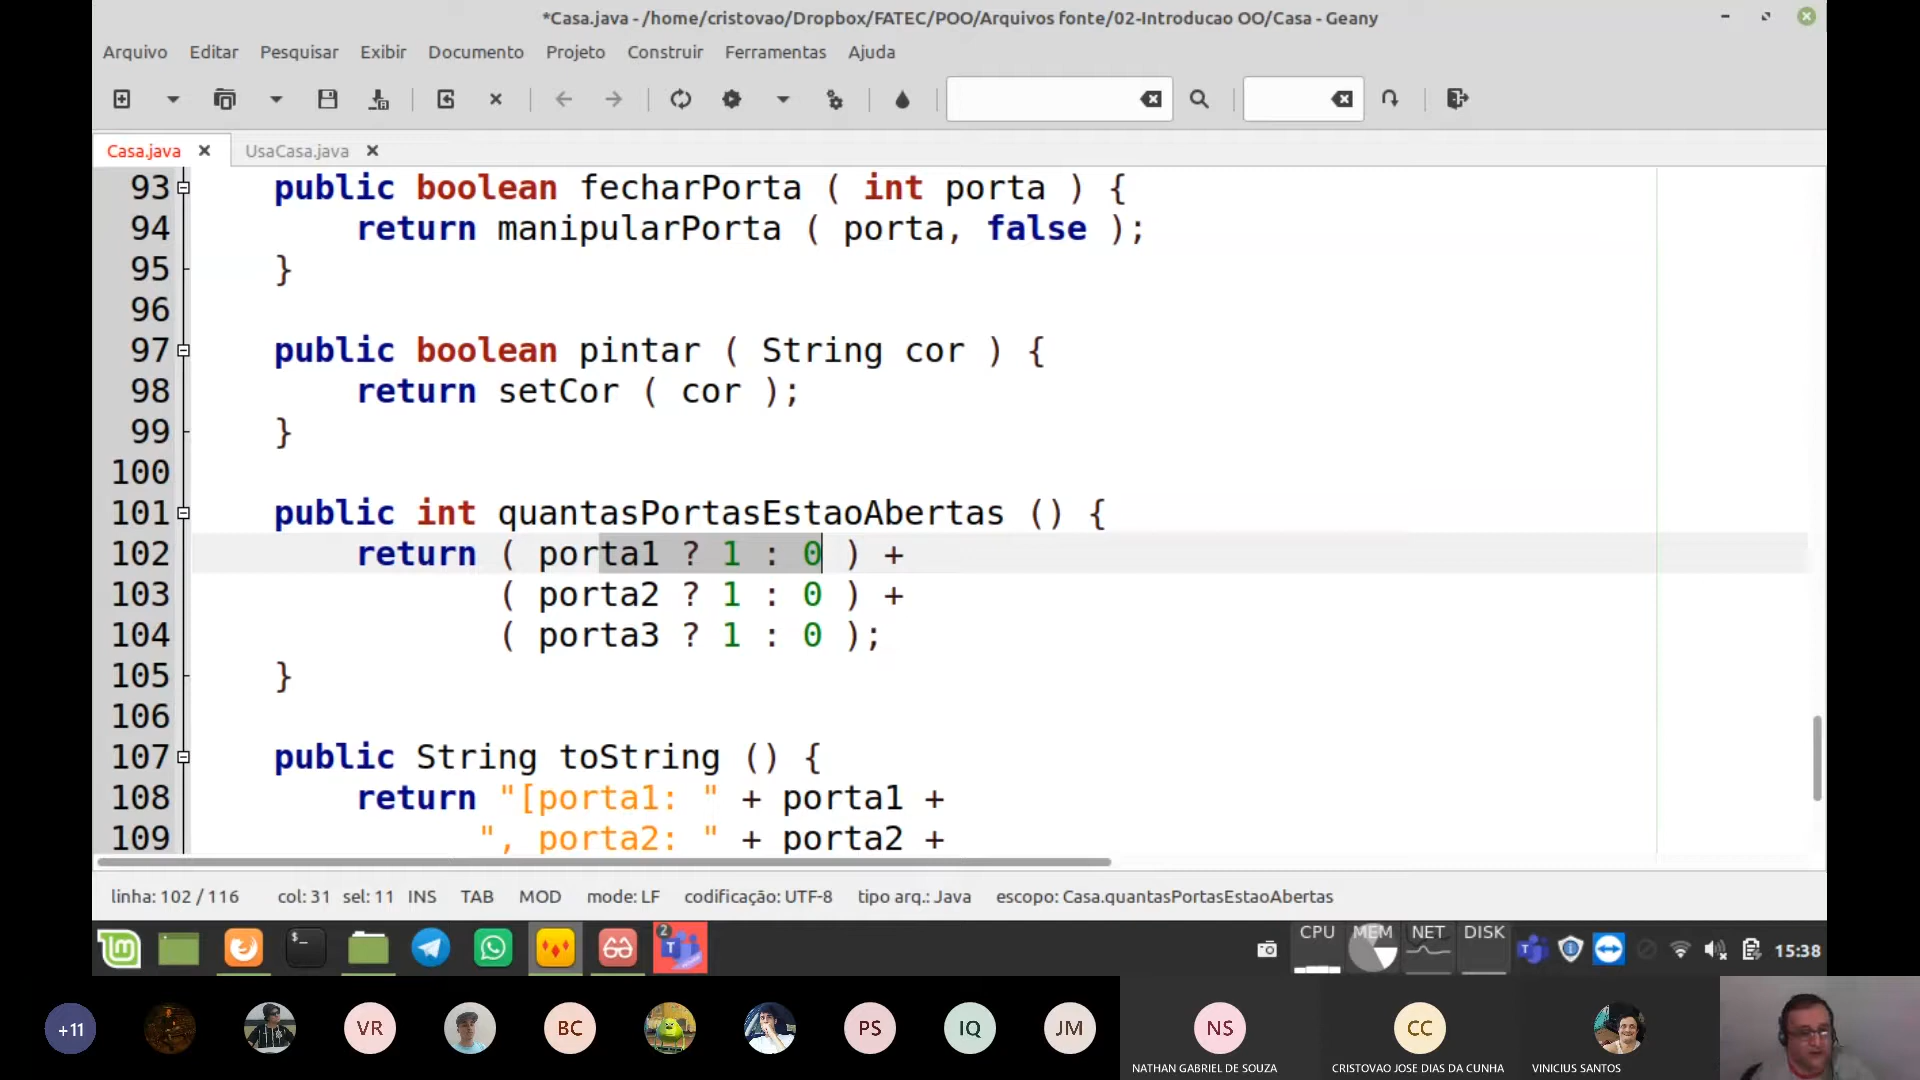 *Casa.java - /home/cristovao/Dropbox/FATEC/POO/Arquivos fonte/02-Introducao OO/Casa - Geany
Arquivo Editar Pesquisar Exibir Documento Projeto Construir Ferramentas Ajuda
Casa.java UsaCasa.java
93 public boolean fecharPorta ( int porta ) {
94 return manipularPorta ( porta, false );
95 }
96
97 public boolean pintar ( String cor ) {
98 return setCor ( cor );
99 }
100
101 public int quantasPortasEstaoAbertas () {
102 return ( porta1 ? 1 : 0 ) +
103 ( porta2 ? 1 : 0 ) +
104 ( porta3 ? 1 : 0 );
105 }
106
107 public String toString () {
108 return "[porta1: " + porta1 +
109 ", porta2: " + porta2 +
linha: 102 / 116 col: 31 sel: 11 INS TAB MOD mode: LF codificação: UTF-8 tipo arq.: Java escopo: Casa.quantasPortasEstaoAbertas
2 CPU MEM NET DISK 15:38
+11 VR BC PS IQ JM NS CC
NATHAN GABRIEL DE SOUZA CRISTOVAO JOSE DIAS DA CUNHA VINICIUS SANTOS